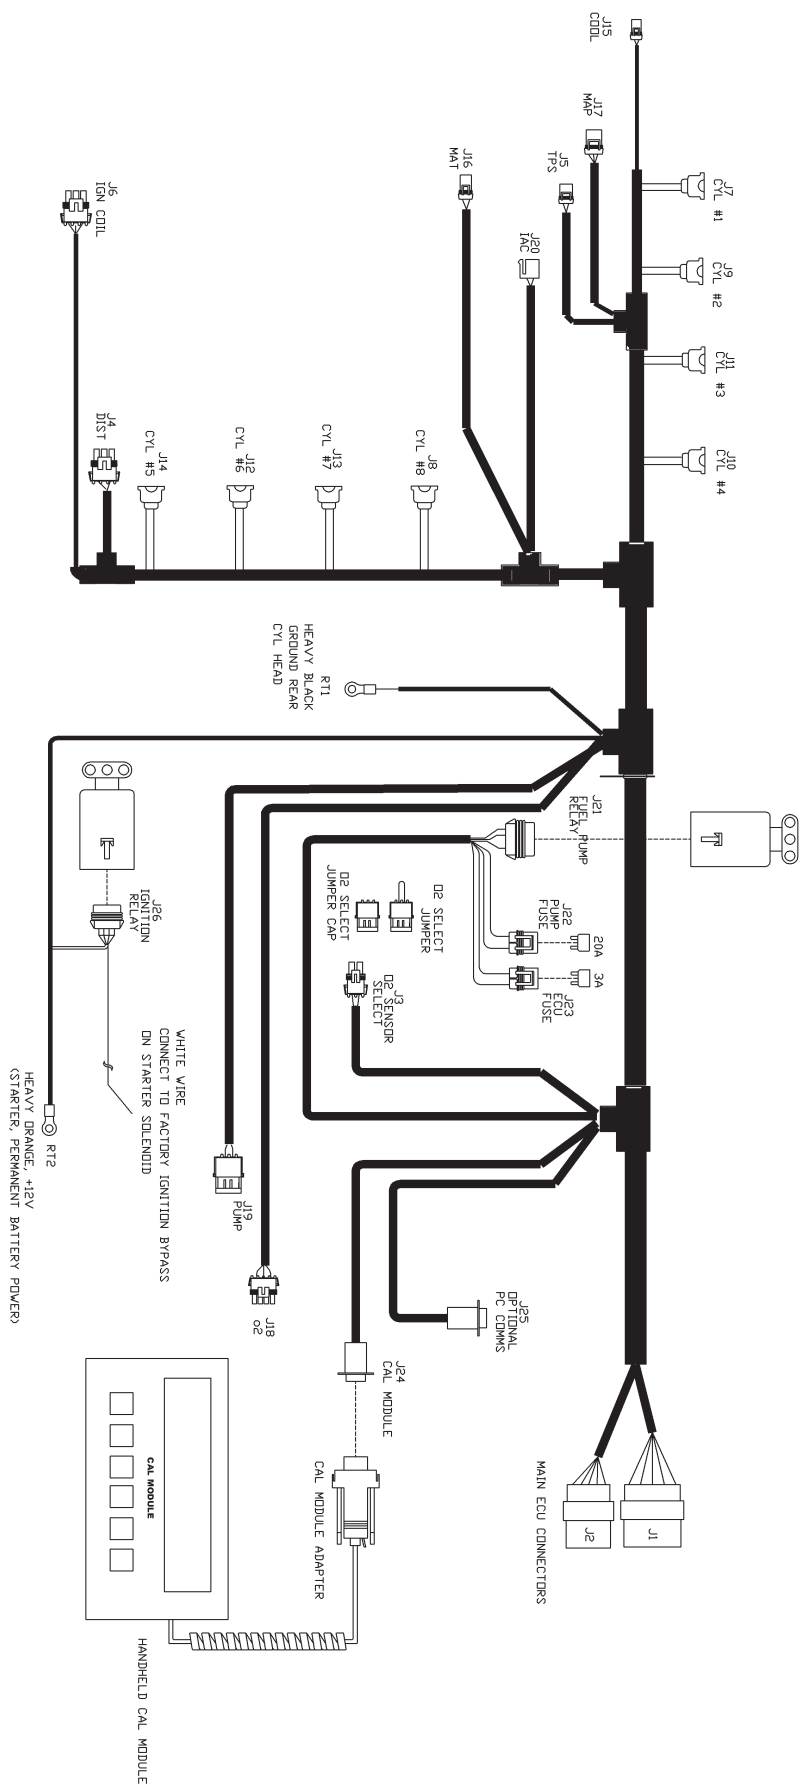 J15
COOL
J17
MAP
J5
TPS
J7
CYL #1
J9
CYL #2
J11
CYL #3
J10
CYL #4
J16
MAT
J20
IAC
J6
IGN COIL
J4
DIST
J14
CYL #5
J12
CYL #6
J13
CYL #7
J8
CYL #8
RT1
HEAVY BLACK
GROUND REAR
CYL HEAD
J21
FUEL PUMP
RELAY
J22
PUMP
FUSE
20A
3A
J23
ECU
FUSE
O2 SELECT
JUMPER
O2 SELECT
JUMPER CAP
J3
O2 SENSOR
SELECT
J26
IGNITION
RELAY
WHITE WIRE
CONNECT TO FACTORY IGNITION BYPASS
ON STARTER SOLENOID
RT2
HEAVY ORANGE, +12V
(STARTER, PERMANENT BATTERY POWER)
J19
PUMP
J18
o2
J25
OPTIONAL
PC COMMS
J24
CAL MODULE
CAL MODULE ADAPTER
MAIN ECU CONNECTORS
J1
J2
CAL MODULE
HANDHELD CAL MODULE